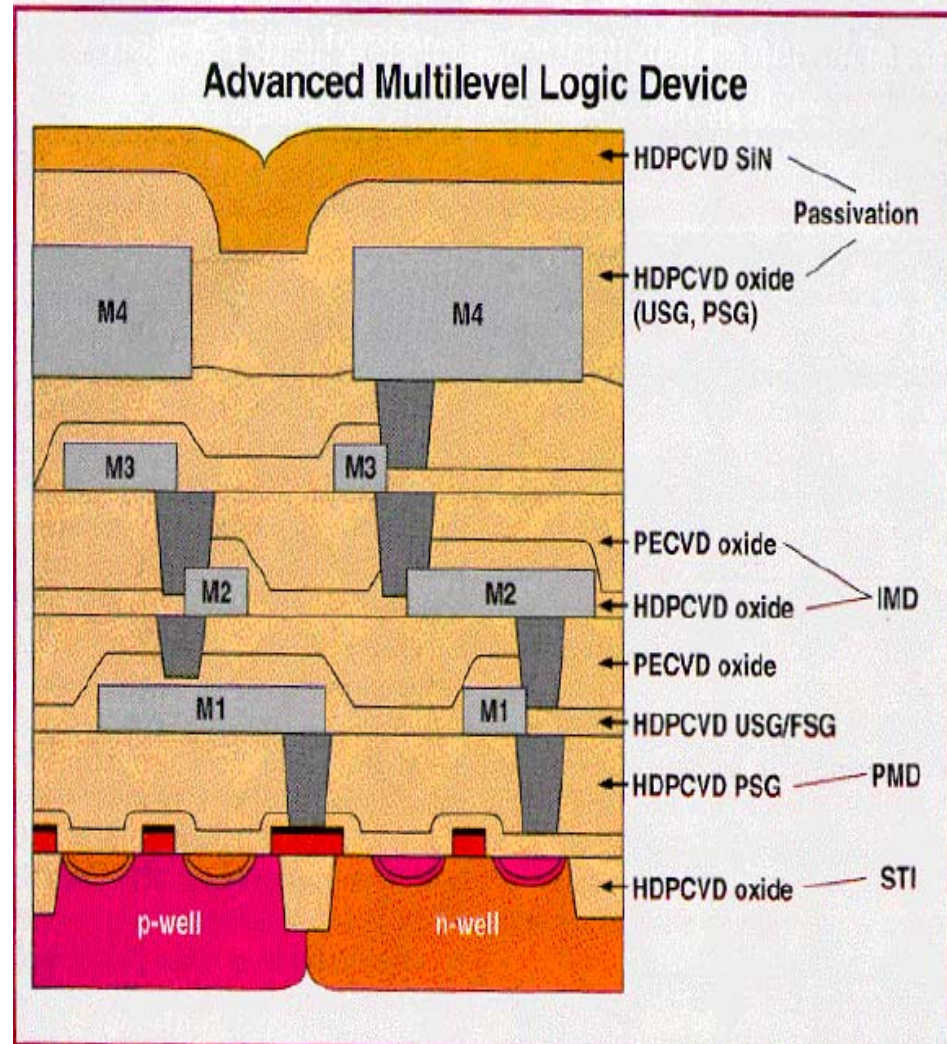 Advanced Multilevel Logic Device
HDPCVD SiN
Passivation
HDPCVD oxide
(USG, PSG)
M4 M4
M3 M3
PECVD oxide
M2 M2
HDPCVD oxide IMD
PECVD oxide
M1 M1
HDPCVD USG/FSG
HDPCVD PSG PMD
HDPCVD oxide STI
p-well n-well